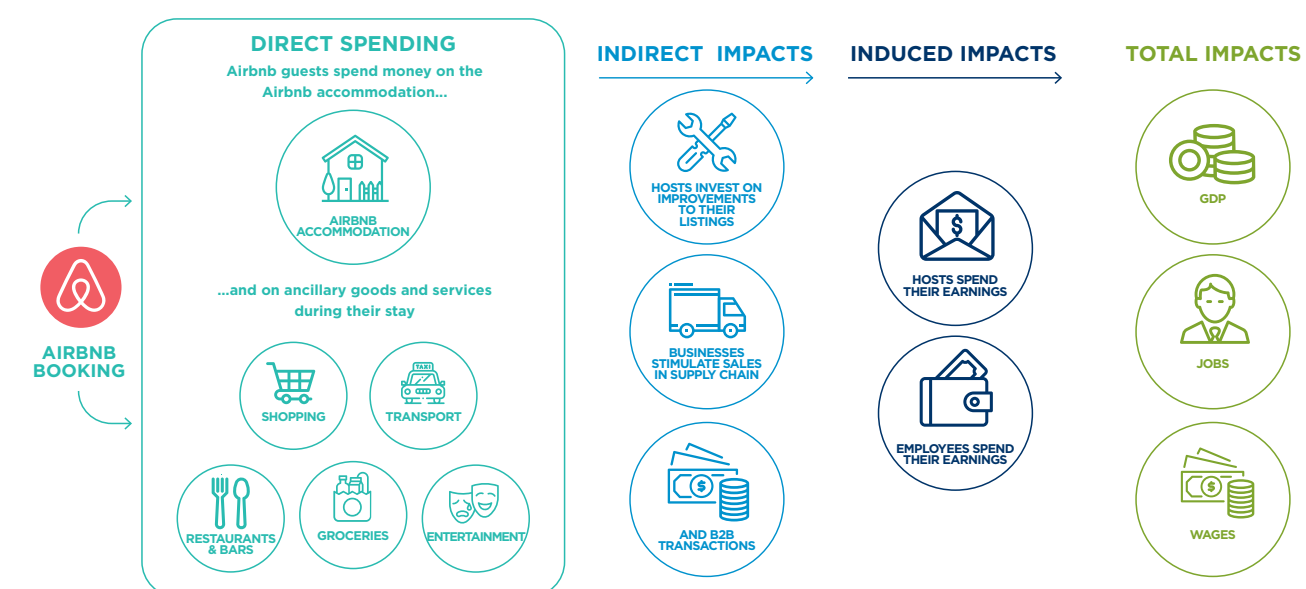 DIRECT SPENDING
Airbnb guests spend money on the
Airbnb accommodation...
AIRBNB
ACCOMMODATION
...and on ancillary goods and services
during their stay
SHOPPING
TAXI
TRANSPORT
RESTAURANTS
& BARS
GROCERIES
ENTERTAINMENT
AIRBNB
BOOKING
INDIRECT IMPACTS
HOSTS INVEST ON
IMPROVEMENTS
TO THEIR
LISTINGS
BUSINESSES
STIMULATE SALES
IN SUPPLY CHAIN
$
AND B2B
TRANSACTIONS
INDUCED IMPACTS
$
HOSTS SPEND
THEIR EARNINGS
EMPLOYEES SPEND
THEIR EARNINGS
TOTAL IMPACTS
GDP
JOBS
$
WAGES